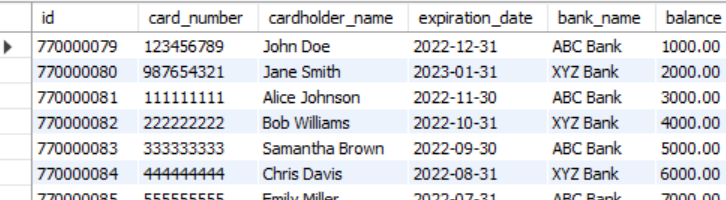 id card_number cardholder_name expiration_date bank_name balance
770000079 123456789 John Doe 2022-12-31 ABC Bank 1000.00
770000080 987654321 Jane Smith 2023-01-31 XYZ Bank 2000.00
770000081 111111111 Alice Johnson 2022-11-30 ABC Bank 3000.00
770000082 222222222 Bob Williams 2022-10-31 XYZ Bank 4000.00
770000083 333333333 Samantha Brown 2022-09-30 ABC Bank 5000.00
770000084 444444444 Chris Davis 2022-08-31 XYZ Bank 6000.00
770000085 555555555 Emily Miller 2022-07-31 ABC Bank 7000.00